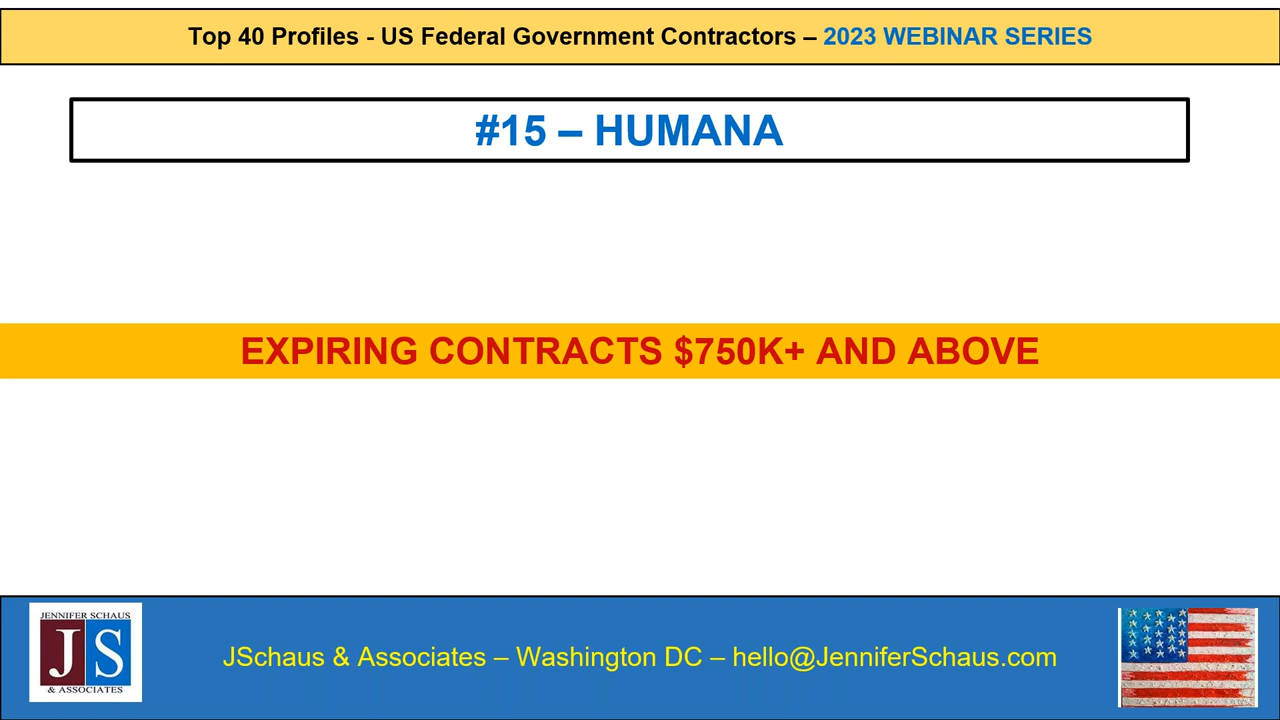 Top 40 Profiles - US Federal Government Contractors – 2023 WEBINAR SERIES
#15 – HUMANA
EXPIRING CONTRACTS $750K+ AND ABOVE
JENNIFER SCHAUS
JS
& ASSOCIATES
JSchaus & Associates – Washington DC – hello@JenniferSchaus.com